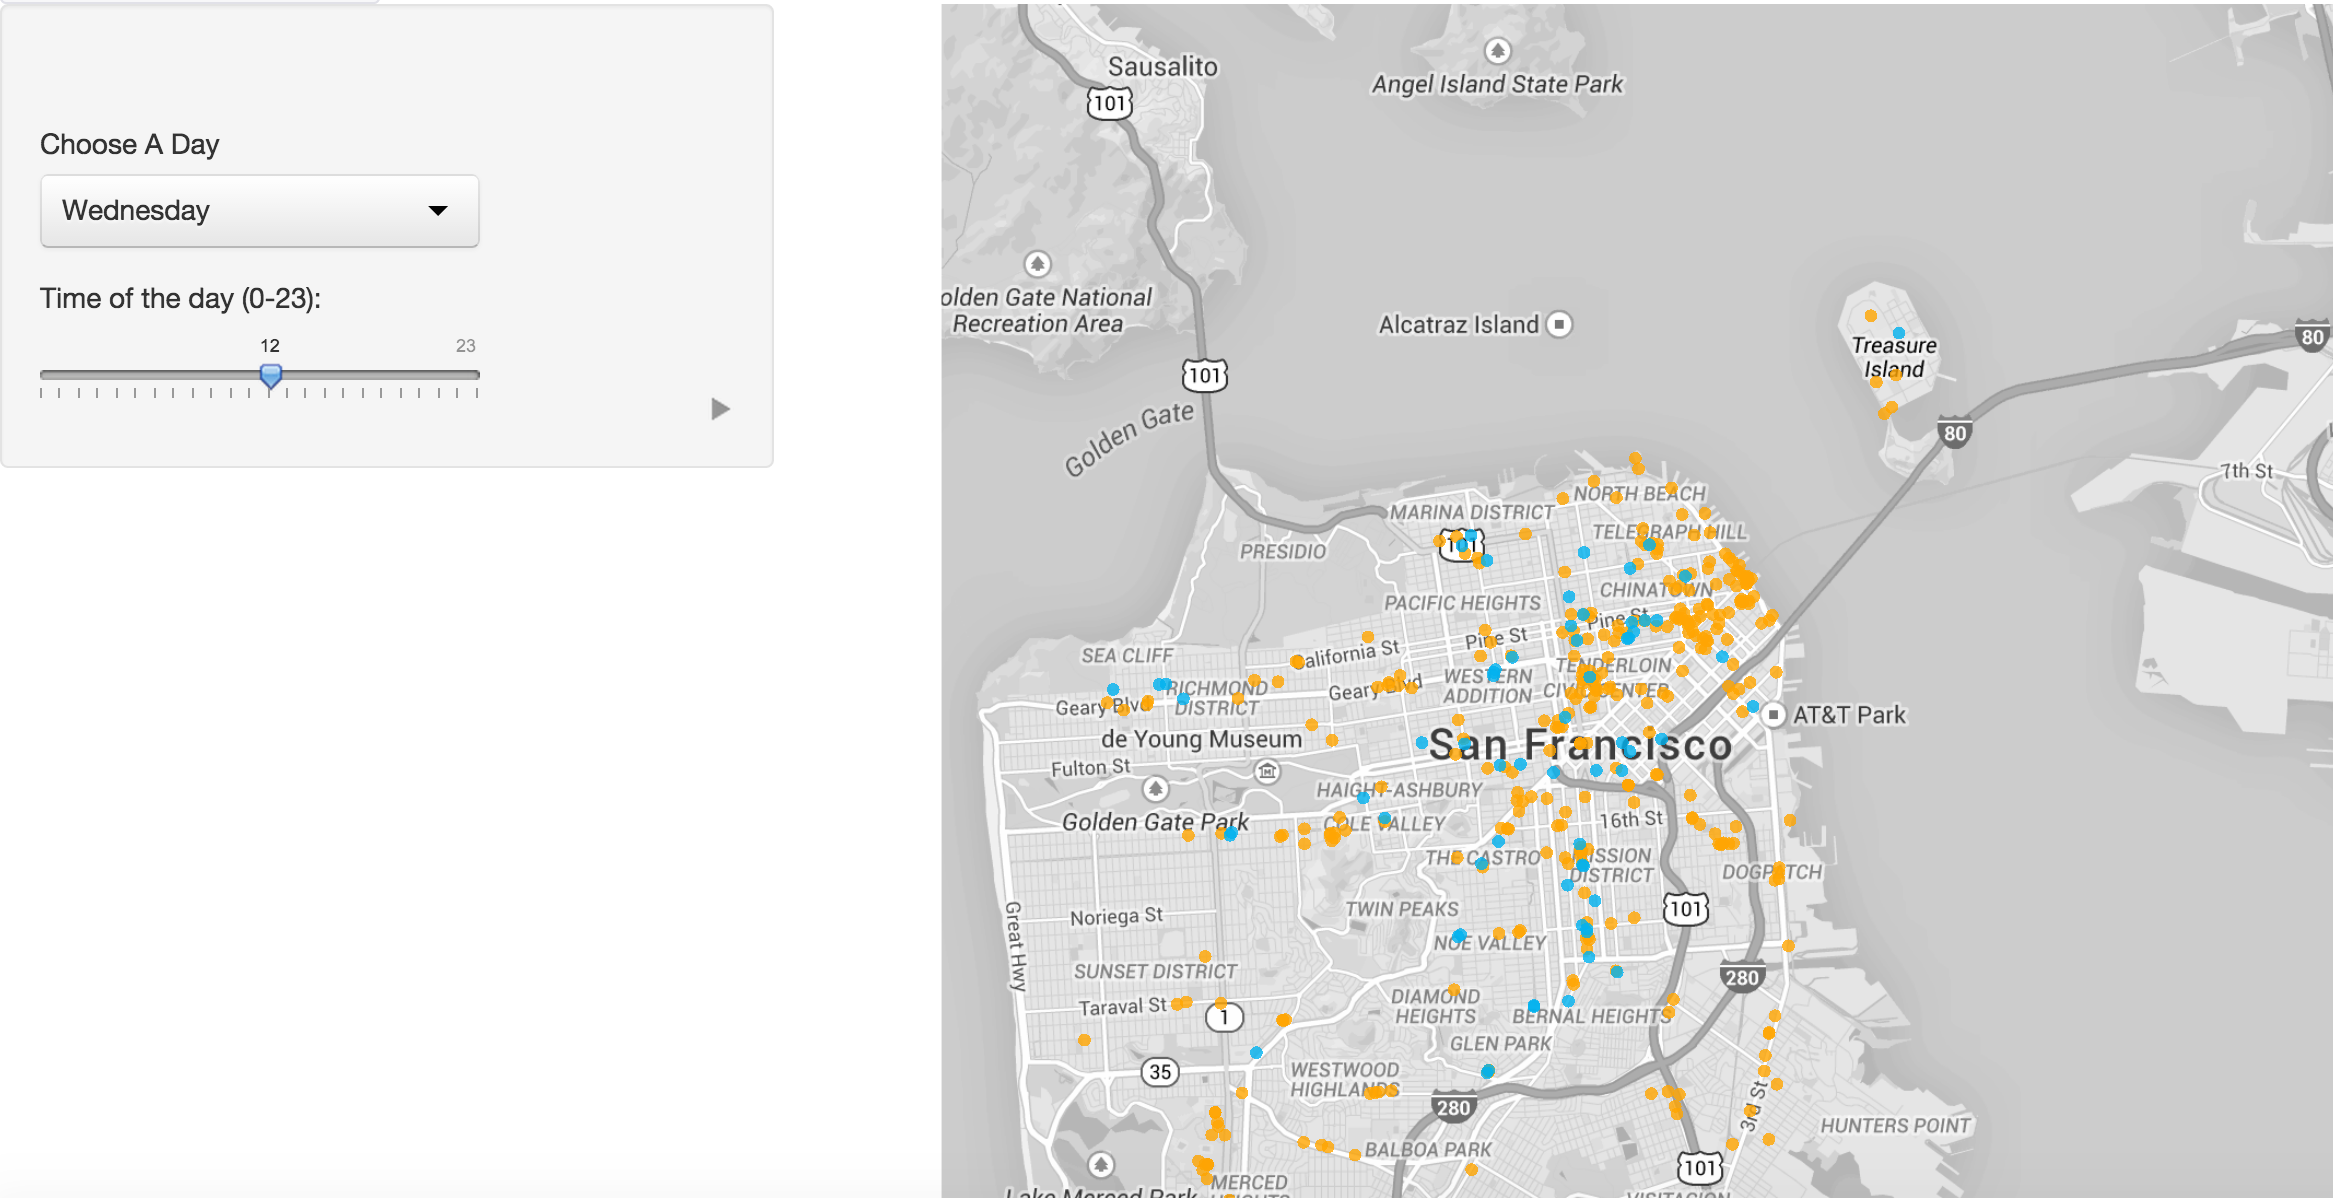 Choose A Day
Wednesday
Time of the day (0-23):
12
23
Sausalito
101
Angel Island State Park
olden Gate National
Recreation Area
Alcatraz Island
Treasure
Island
80
80
101
Golden Gate
7th St
NORTH BEACH
MARINA DISTRICT
TELEGRAPH HILL
101
PRESIDIO
CHINATOWN
PACIFIC HEIGHTS
Pine St
Pine St
California St
SEA CLIFF
TENDERLOIN
WESTERN
ADDITION
CIVIC CENTER
RICHMOND
DISTRICT
Geary Blvd
Geary Blvd
AT&T Park
de Young Museum
San Francisco
Fulton St
HAIGHT-ASHBURY
Golden Gate Park
COLE VALLEY
16th St
THE CASTRO
MISSION
DISTRICT
DOGPATCH
TWIN PEAKS
101
Noriega St
Great Hwy
NOE VALLEY
SUNSET DISTRICT
280
Taraval St
1
DIAMOND
HEIGHTS
BERNAL HEIGHTS
GLEN PARK
35
WESTWOOD
HIGHLANDS
280
3rd St
HUNTERS POINT
BALBOA PARK
101
MERCED
HEIGHTS
Lake Merced Park
VISITACION